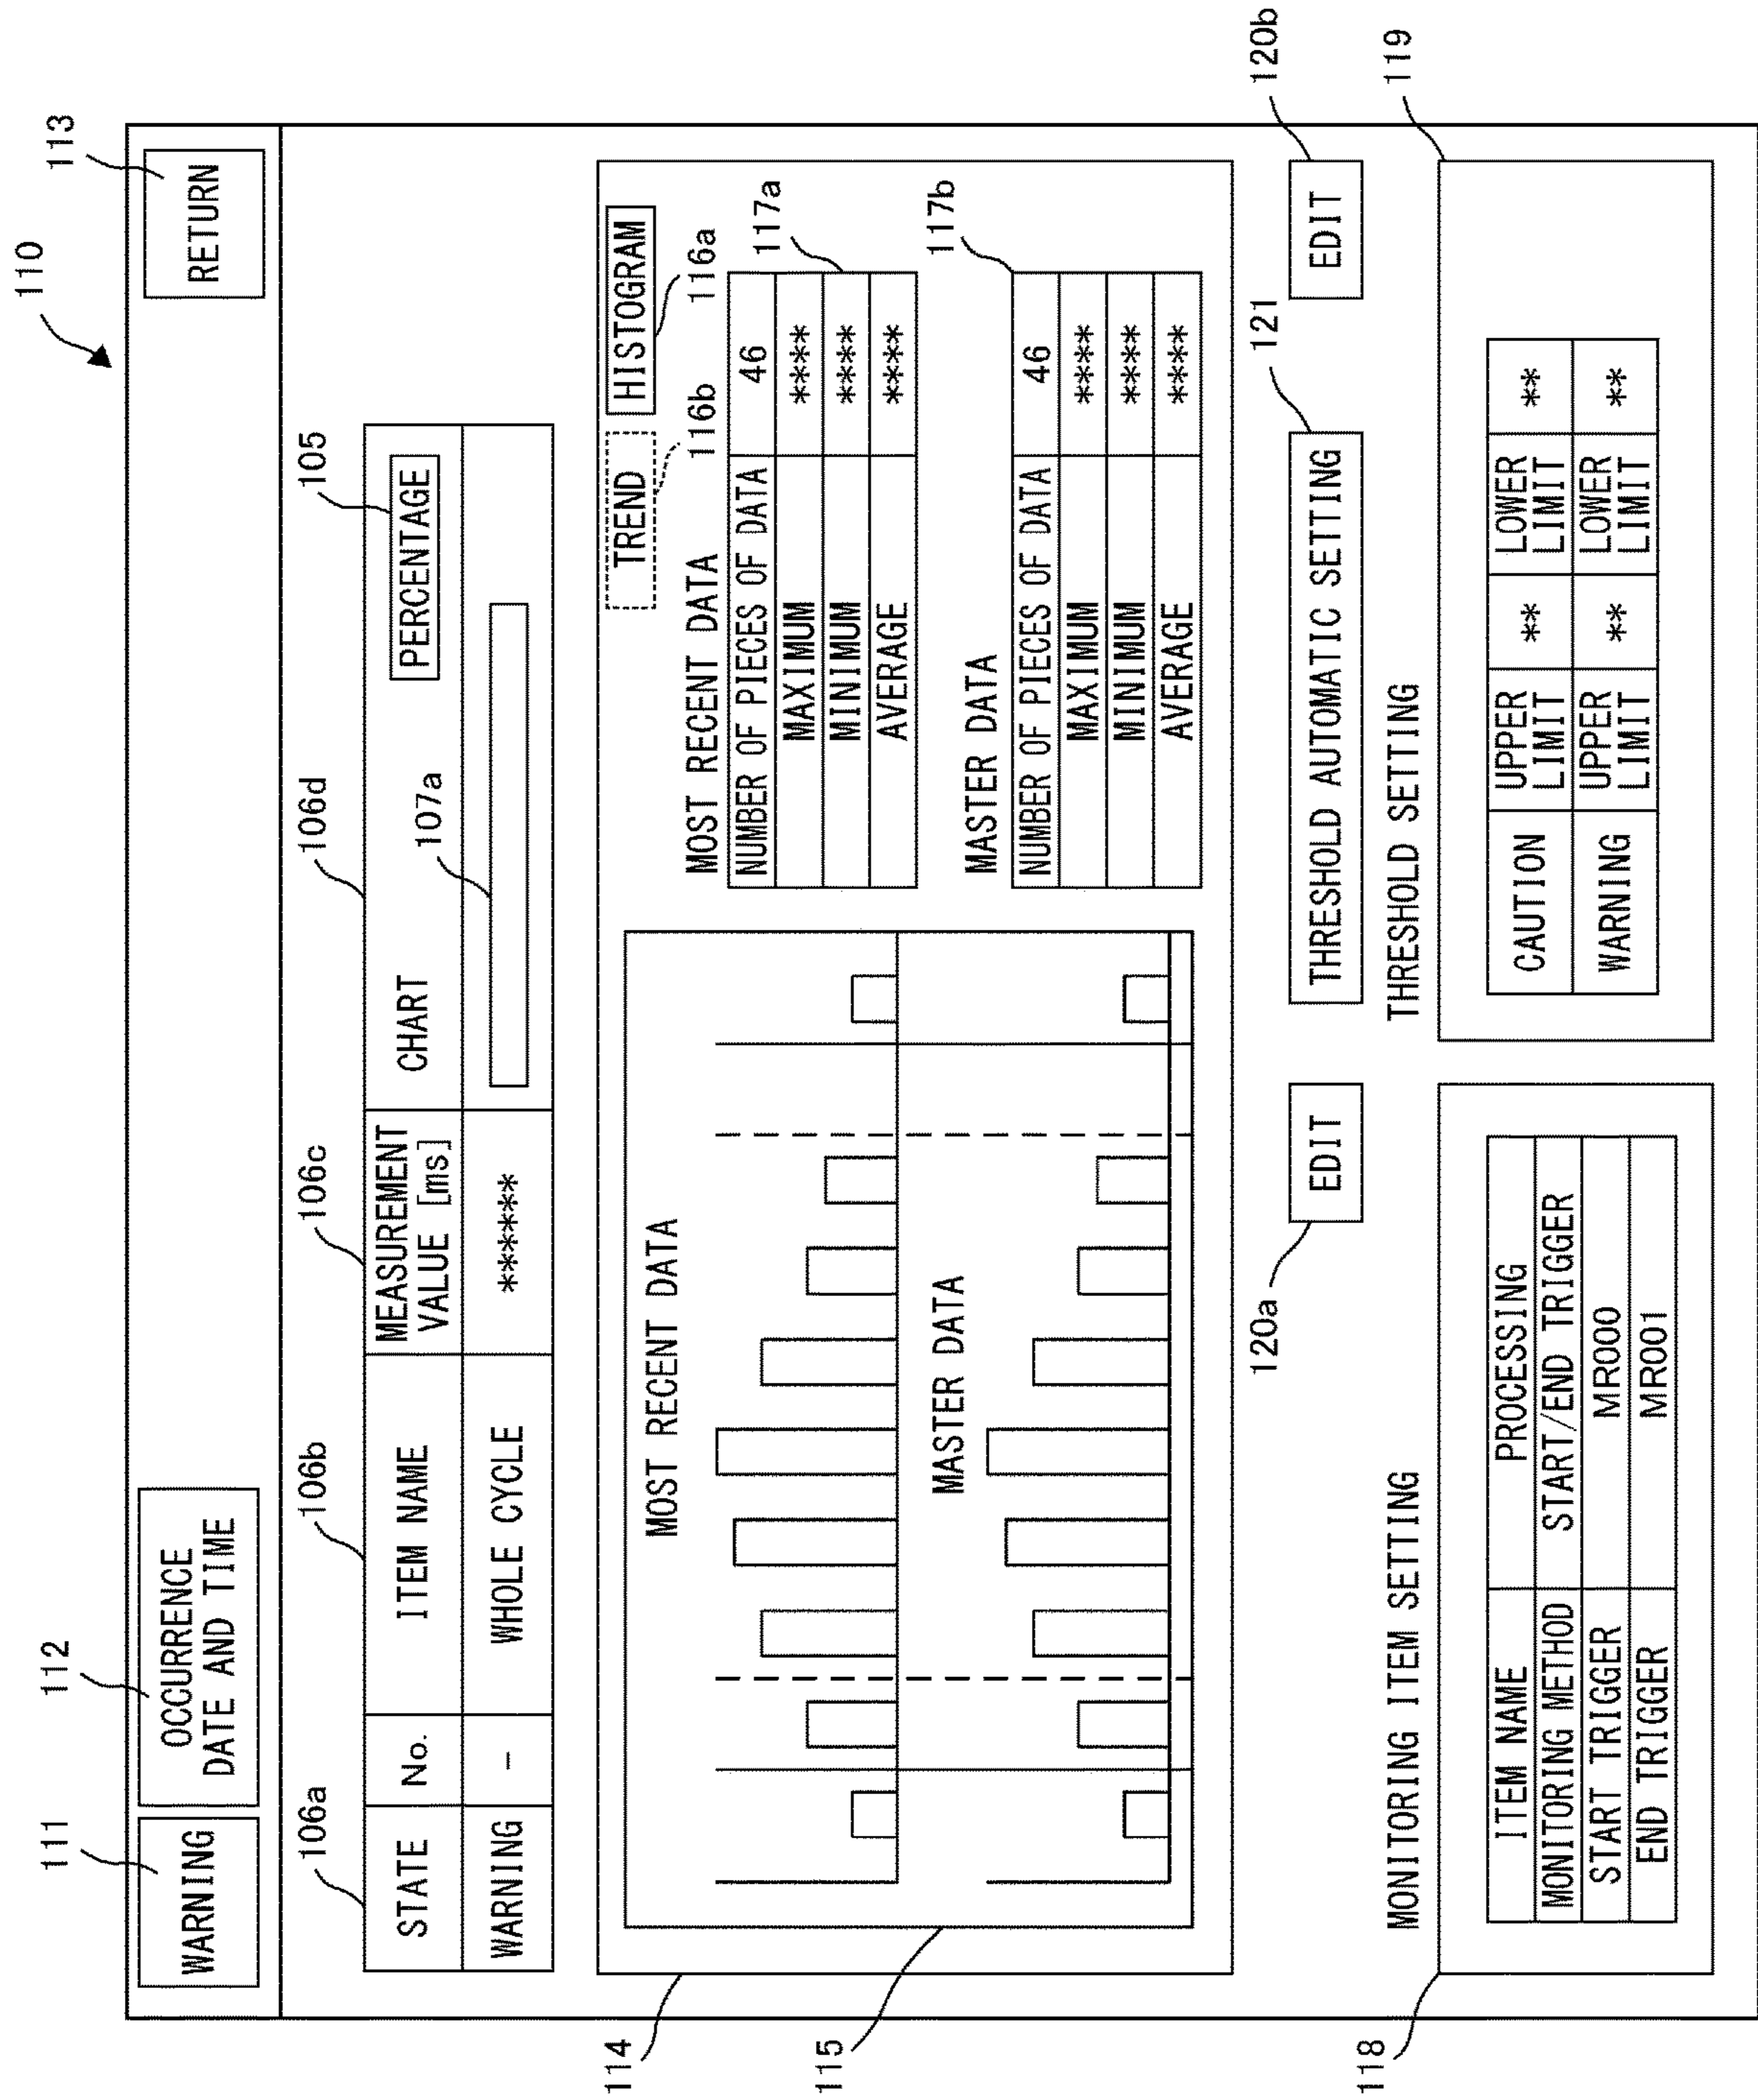 110
111
112
113
WARNING
OCCURRENCE
DATE AND TIME
RETURN
106a
106b
106c
106d
105
STATE
No.
ITEM NAME
MEASUREMENT
VALUE [ms]
CHART
PERCENTAGE
107a
WARNING
-
WHOLE CYCLE
******
114
115
MOST RECENT DATA
MASTER DATA
TREND
HISTOGRAM
116b
116a
MOST RECENT DATA
117a
NUMBER OF PIECES OF DATA 46
MAXIMUM ****
MINIMUM ****
AVERAGE ****
MASTER DATA
117b
NUMBER OF PIECES OF DATA 46
MAXIMUM ****
MINIMUM ****
AVERAGE ****
120a
EDIT
THRESHOLD AUTOMATIC SETTING
121
EDIT
120b
MONITORING ITEM SETTING
118
ITEM NAME PROCESSING
MONITORING METHOD START/END TRIGGER
START TRIGGER MR000
END TRIGGER MR001
THRESHOLD SETTING
119
CAUTION
UPPER
LIMIT
**
LOWER
LIMIT
**
WARNING
UPPER
LIMIT
**
LOWER
LIMIT
**